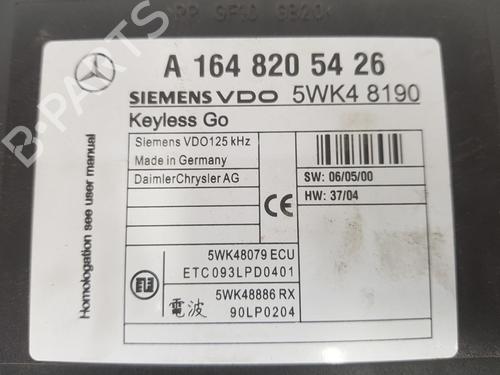 A 164 820 54 26
SIEMENS VDO 5WK4 8190
Keyless Go
Siemens VDO125 kHz
Made in Germany
DaimlerChrysler AG
SW: 06/05/00
HW: 37/04
CE
5WK48079 ECU
ETC093LPD0401
5WK48886 RX
電波 90LP0204
Homologation see user manual